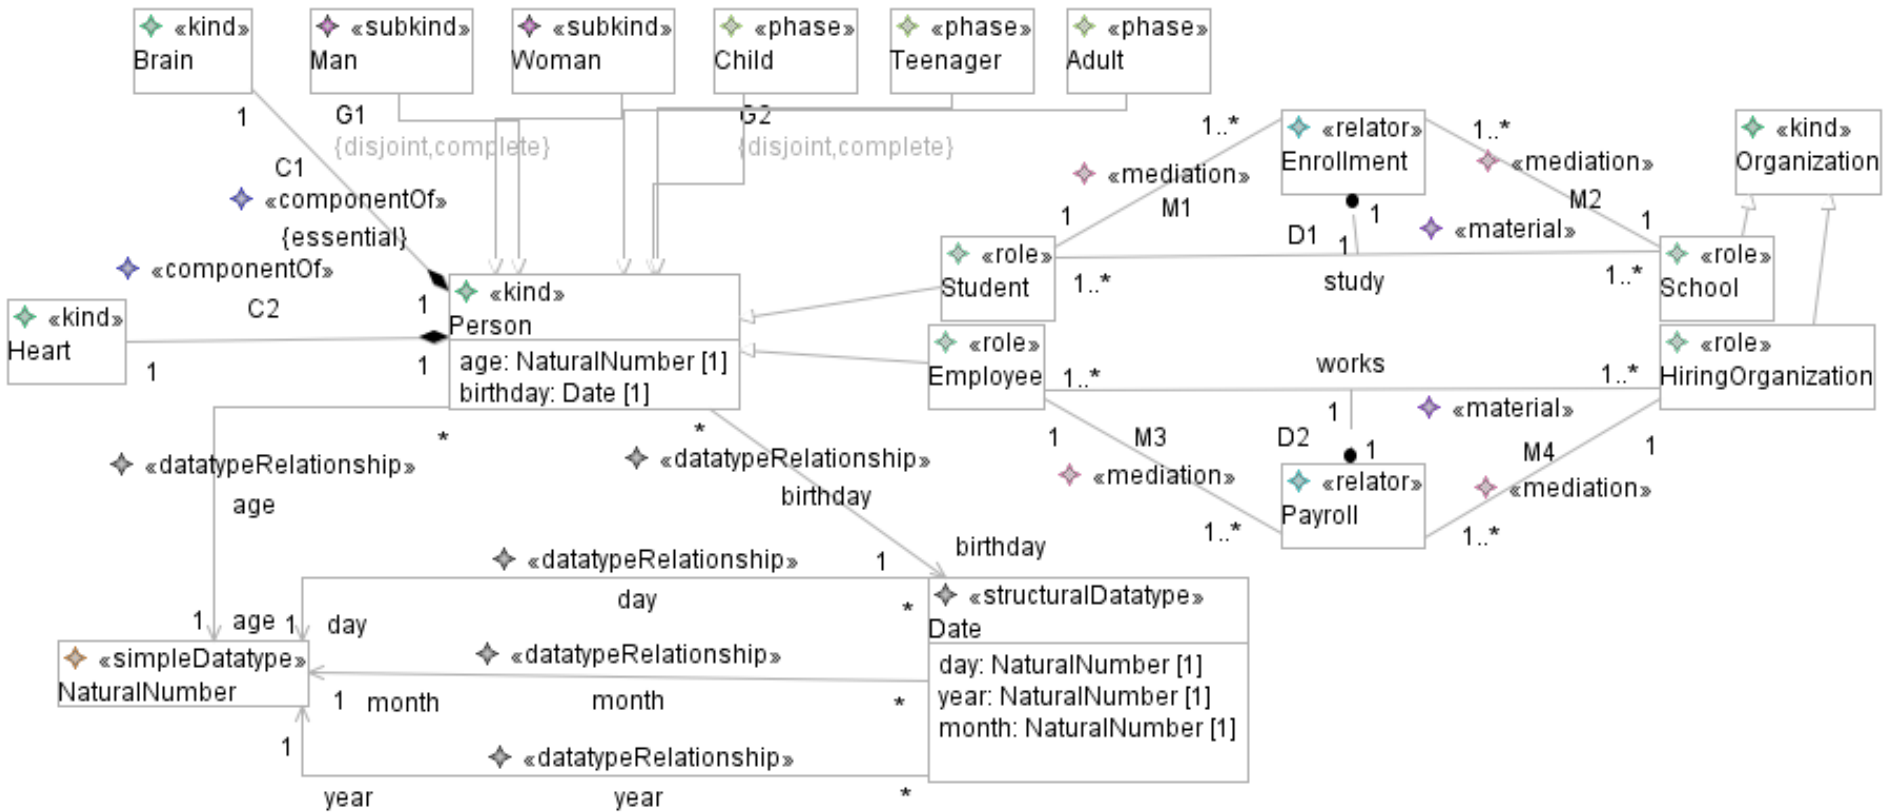 «kind»
Brain
«subkind»
Man
«subkind»
Woman
«phase»
Child
«phase»
Teenager
«phase»
Adult
1
G1
{disjoint,complete}
G2
{disjoint,complete}
C1
«componentOf»
{essential}
1
«componentOf»
C2
1
1
«kind»
Heart
«kind»
Person
age: NaturalNumber [1]
birthday: Date [1]
1..*
«relator»
Enrollment
1..*
«kind»
Organization
«mediation»
M1
1
«mediation»
M2
1
D1
1
1
«material»
«role»
Student
1..*
study
1..*
«role»
School
«role»
Employee
1..*
works
1..*
«role»
HiringOrganization
1
«material»
1
M3
D2
1
M4
1
«mediation»
«relator»
Payroll
«mediation»
1..*
1..*
*
«datatypeRelationship»
age
*
«datatypeRelationship»
birthday
birthday
1
«datatypeRelationship»
day
*
1
age
1
day
«simpleDatatype»
NaturalNumber
«datatypeRelationship»
1
month
month
*
«structuralDatatype»
Date
day: NaturalNumber [1]
year: NaturalNumber [1]
month: NaturalNumber [1]
1
«datatypeRelationship»
year
year
*